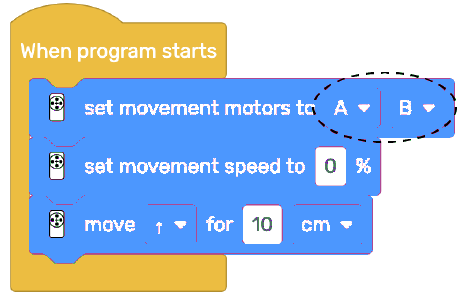 When program starts
set movement motors to A B
set movement speed to 0 %
move ↑ for 10 cm